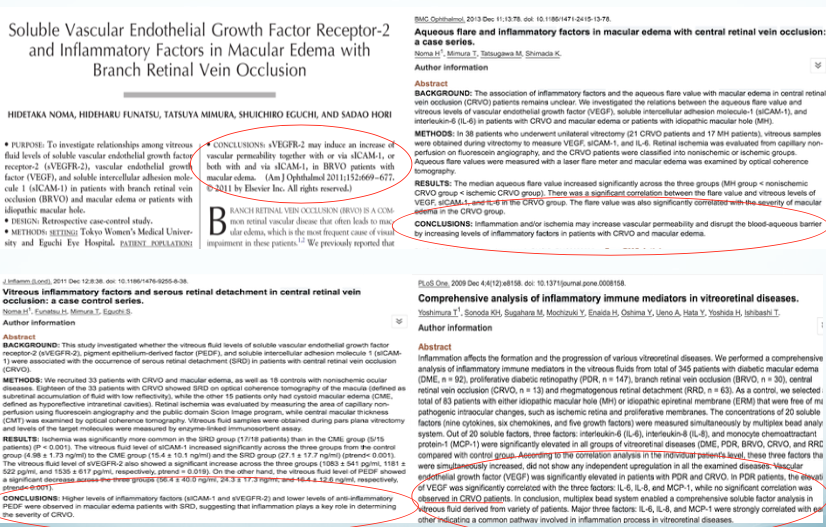 Soluble Vascular Endothelial Growth Factor Receptor-2
and Inflammatory Factors in Macular Edema with
Branch Retinal Vein Occlusion
HIDETAKA NOMA, HIDEHARU FUNATSU, TATSUYA MIMURA, SHUICHIRO EGUCHI, AND SADAO HORI
• PURPOSE: To investigate relationships among vitreous
fluid levels of soluble vascular endothelial growth factor
receptor-2 (sVEGFR-2), vascular endothelial growth
factor (VEGF), and soluble intercellular adhesion mole-
cule 1 (sICAM-1) in patients with branch retinal vein
occlusion (BRVO) and macular edema or patients with
idiopathic macular hole.
• DESIGN: Retrospective case-control study.
• METHODS: SETTING: Tokyo Women's Medical Univer-
sity and Eguchi Eye Hospital. PATIENT POPULATION:
• CONCLUSIONS: sVEGFR-2 may induce an increase of
vascular permeability together with or via sICAM-1, or
both with and via sICAM-1, in BRVO patients with
macular edema. (Am J Ophthalmol 2011;152:669–677.
© 2011 by Elsevier Inc. All rights reserved.)
BRANCH RETINAL VEIN OCCLUSION (BRVO) IS A COM-
mon retinal vascular disease that often leads to mac-
ular edema, which is the most frequent cause of visual
impairment in these patients.1,2 We previously reported that
BMC Ophthalmol. 2013 Dec 11;13:78. doi: 10.1186/1471-2415-13-78.
Aqueous flare and inflammatory factors in macular edema with central retinal vein occlusion:
a case series.
Noma H1, Mimura T, Tatsugawa M, Shimada K.
Author information
Abstract
BACKGROUND: The association of inflammatory factors and the aqueous flare value with macular edema in central retinal
vein occlusion (CRVO) patients remains unclear. We investigated the relations between the aqueous flare value and
vitreous levels of vascular endothelial growth factor (VEGF), soluble intercellular adhesion molecule-1 (sICAM-1), and
interleukin-6 (IL-6) in patients with CRVO and macular edema or patients with idiopathic macular hole (MH).
METHODS: In 38 patients who underwent unilateral vitrectomy (21 CRVO patients and 17 MH patients), vitreous samples
were obtained during vitrectomy to measure VEGF, sICAM-1, and IL-6. Retinal ischemia was evaluated from capillary non-
perfusion on fluorescein angiography, and the CRVO patients were classified into nonischemic or ischemic groups.
Aqueous flare values were measured with a laser flare meter and macular edema was examined by optical coherence
tomography.
RESULTS: The median aqueous flare value increased significantly across the three groups (MH group < nonischemic
CRVO group < ischemic CRVO group). There was a significant correlation between the flare value and vitreous levels of
VEGF, sICAM-1, and IL-6 in the CRVO group. The flare value was also significantly correlated with the severity of macular
edema in the CRVO group.
CONCLUSIONS: Inflammation and/or ischemia may increase vascular permeability and disrupt the blood-aqueous barrier
by increasing levels of inflammatory factors in patients with CRVO and macular edema.
J Inflamm (Lond). 2011 Dec 12;8:38. doi: 10.1186/1476-9255-8-38.
Vitreous inflammatory factors and serous retinal detachment in central retinal vein
occlusion: a case control series.
Noma H1, Funatsu H, Mimura T, Eguchi S.
Author information
Abstract
BACKGROUND: This study investigated whether the vitreous fluid levels of soluble vascular endothelial growth factor
receptor-2 (sVEGFR-2), pigment epithelium-derived factor (PEDF), and soluble intercellular adhesion molecule 1 (sICAM-
1) were associated with the occurrence of serous retinal detachment (SRD) in patients with central retinal vein occlusion
(CRVO).
METHODS: We recruited 33 patients with CRVO and macular edema, as well as 18 controls with nonischemic ocular
diseases. Eighteen of the 33 patients with CRVO showed SRD on optical coherence tomography of the macula (defined as
subretinal accumulation of fluid with low reflectivity), while the other 15 patients only had cystoid macular edema (CME,
defined as hyporeflective intraretinal cavities). Retinal ischemia was evaluated by measuring the area of capillary non-
perfusion using fluorescein angiography and the public domain Scion Image program, while central macular thickness
(CMT) was examined by optical coherence tomography. Vitreous fluid samples were obtained during pars plana vitrectomy
and levels of the target molecules were measured by enzyme-linked immunosorbent assay.
RESULTS: Ischemia was significantly more common in the SRD group (17/18 patients) than in the CME group (5/15
patients) (P < 0.001). The vitreous fluid level of sICAM-1 increased significantly across the three groups from the control
group (4.98 ± 1.73 ng/ml) to the CME group (15.4 ± 10.1 ng/ml) and the SRD group (27.1 ± 17.7 ng/ml) (ptrend< 0.001).
The vitreous fluid level of sVEGFR-2 also showed a significant increase across the three groups (1083 ± 541 pg/ml, 1181 ±
522 pg/ml, and 1535 ± 617 pg/ml, respectively, ptrend = 0.019). On the other hand, the vitreous fluid level of PEDF showed
a significant decrease across the three groups (56.4 ± 40.0 ng/ml, 24.3 ± 17.3 ng/ml, and 16.4 ± 12.6 ng/ml, respectively,
ptrend< 0.001).
CONCLUSIONS: Higher levels of inflammatory factors (sICAM-1 and sVEGFR-2) and lower levels of anti-inflammatory
PEDF were observed in macular edema patients with SRD, suggesting that inflammation plays a key role in determining
the severity of CRVO.
PLoS One. 2009 Dec 4;4(12):e8158. doi: 10.1371/journal.pone.0008158.
Comprehensive analysis of inflammatory immune mediators in vitreoretinal diseases.
Yoshimura T1, Sonoda KH, Sugahara M, Mochizuki Y, Enaida H, Oshima Y, Ueno A, Hata Y, Yoshida H, Ishibashi T.
Author information
Abstract
Inflammation affects the formation and the progression of various vitreoretinal diseases. We performed a comprehensive
analysis of inflammatory immune mediators in the vitreous fluids from total of 345 patients with diabetic macular
(DME, n = 92), proliferative diabetic retinopathy (PDR, n = 147), branch retinal vein occlusion (BRVO, n = 30), central
retinal vein occlusion (CRVO, n = 13) and rhegmatogenous retinal detachment (RRD, n = 63). As a control, we selected
total of 83 patients with either idiopathic macular hole (MH) or idiopathic epiretinal membrane (ERM) that were free of ma
pathogenic intraocular changes, such as ischemic retina and proliferative membranes. The concentrations of 20 soluble
factors (nine cytokines, six chemokines, and five growth factors) were measured simultaneously by multiplex bead analy
system. Out of 20 soluble factors, three factors: interleukin-6 (IL-6), interleukin-8 (IL-8), and monocyte chemoattractant
protein-1 (MCP-1) were significantly elevated in all groups of vitreoretinal diseases (DME, PDR, BRVO, CRVO, and RRD
compared with control group. According to the correlation analysis in the individual patient's level, these three factors tha
were simultaneously increased, did not show any independent upregulation in all the examined diseases. Vascular
endothelial growth factor (VEGF) was significantly elevated in patients with PDR and CRVO. In PDR patients, the elevati
of VEGF was significantly correlated with the three factors: IL-6, IL-8, and MCP-1, while no significant correlation was
observed in CRVO patients. In conclusion, multiplex bead system enabled a comprehensive soluble factor analysis in
vitreous fluid derived from variety of patients. Major three factors: IL-6, IL-8, and MCP-1 were strongly correlated with ea
other indicating a common pathway involved in inflammation process in vitreoretinal diseases.